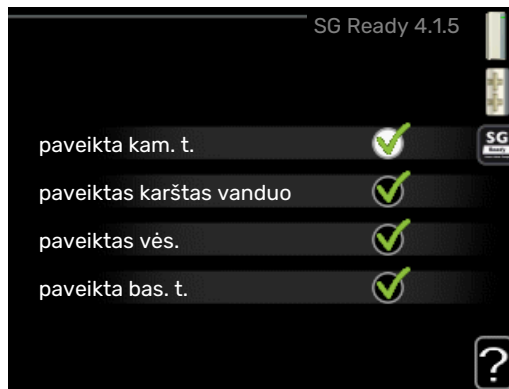 SG Ready 4.1.5
paveikta kam. t.
SG
Ready
paveiktas karštas vanduo
paveiktas vės.
paveikta bas. t.
?